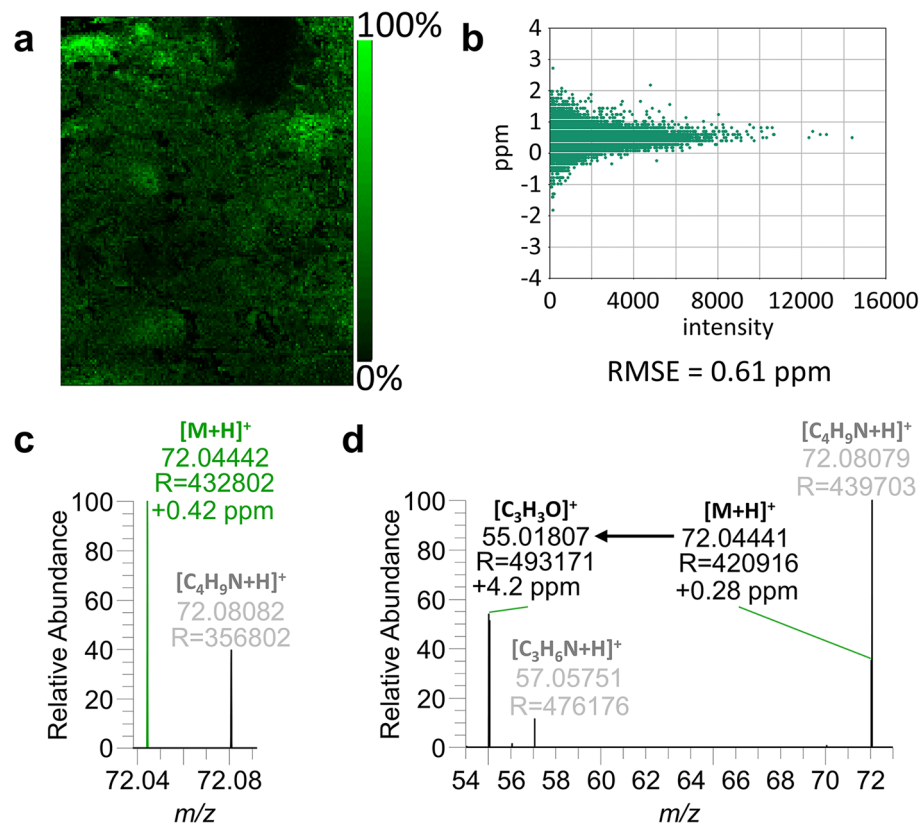 a
100%
0%
b
4
3
2
1
0
-1
-2
-3
-4
ppm
0 4000 8000 12000 16000
intensity
RMSE = 0.61 ppm
c
[M+H]⁺
72.04442
R=432802
+0.42 ppm
[C₄H₉N+H]⁺
72.08082
R=356802
100
80
60
40
20
0
Relative Abundance
72.04 72.08
m/z
d
[C₄H₉N+H]⁺
72.08079
R=439703
[C₃H₃O]⁺
55.01807
R=493171
+4.2 ppm
[M+H]⁺
72.04441
R=420916
+0.28 ppm
[C₃H₆N+H]⁺
57.05751
R=476176
100
80
60
40
20
0
Relative Abundance
54 56 58 60 62 64 66 68 70 72
m/z